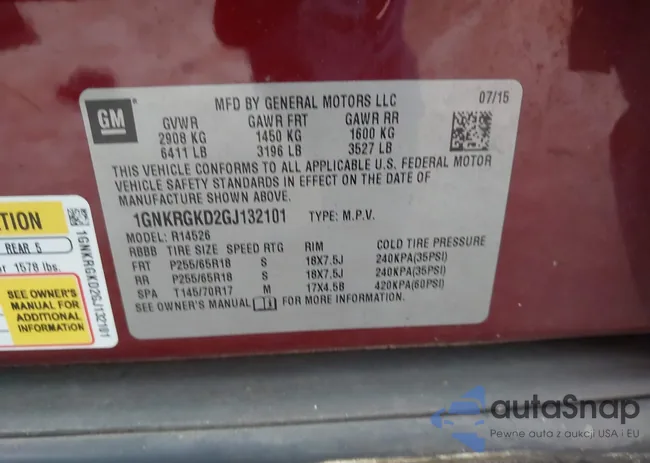 GM
MFD BY GENERAL MOTORS LLC
07/15
GVWR GAWR FRT GAWR RR
2908 KG 1450 KG 1600 KG
6411 LB 3196 LB 3527 LB
THIS VEHICLE CONFORMS TO ALL APPLICABLE U.S. FEDERAL MOTOR
VEHICLE SAFETY STANDARDS IN EFFECT ON THE DATE OF
MANUFACTURE SHOWN ABOVE.
1GNKRGKD2GJ132101 TYPE: M.P.V.
MODEL: R14526
RBBB TIRE SIZE SPEED RTG RIM COLD TIRE PRESSURE
FRT P255/65R18 S 18X7.5J 240KPA(35PSI)
RR P255/65R18 S 18X7.5J 240KPA(35PSI)
SPA T145/70R17 M 17X4.5B 420KPA(60PSI)
SEE OWNER'S MANUAL FOR MORE INFORMATION.
TION
REAR 5
or 1578 lbs.
SEE OWNER'S
MANUAL FOR
ADDITIONAL
INFORMATION
1GNKRGKD2GJ132101
autoSnap
Pewne auta z aukcji USA i EU